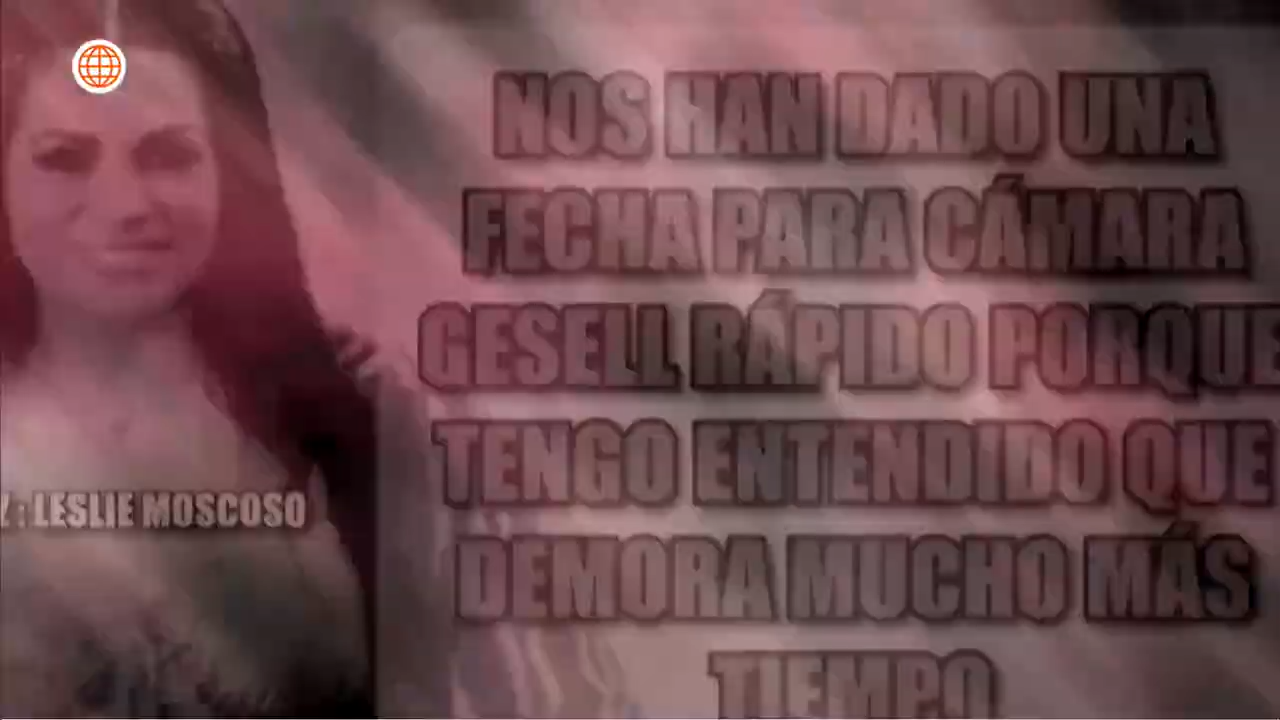 NOS HAN DADO UNA
FECHA PARA CÁMARA
GESELL RÁPIDO PORQUE
TENGO ENTENDIDO QUE
: LESLIE MOSCOSO
DEMORA MUCHO MÁS
TIEMPO